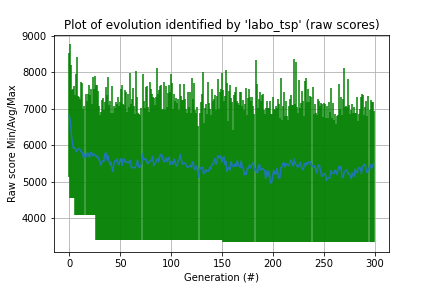 Plot of evolution identified by 'labo_tsp' (raw scores)
9000
8000
7000
6000
5000
4000
Raw score Min/Avg/Max
0 50 100 150 200 250 300
Generation (#)